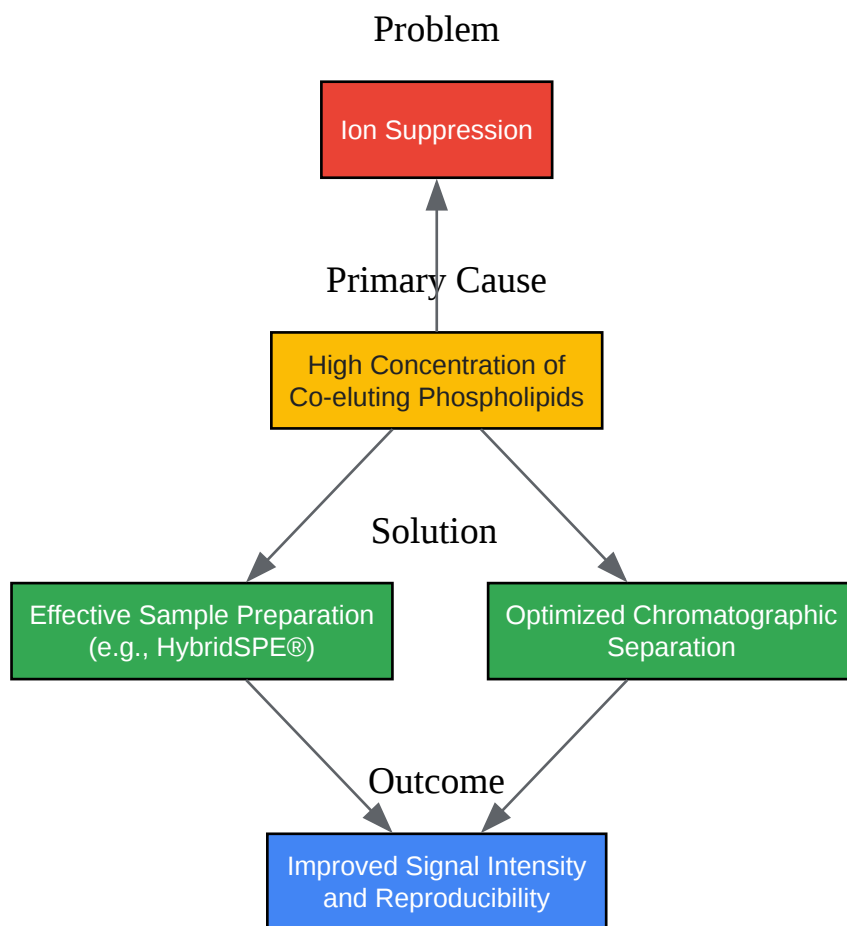 Problem
Ion Suppression
Primary Cause
High Concentration of
Co-eluting Phospholipids
Solution
Effective Sample Preparation
(e.g., HybridSPE®)
Optimized Chromatographic
Separation
Outcome
Improved Signal Intensity
and Reproducibility